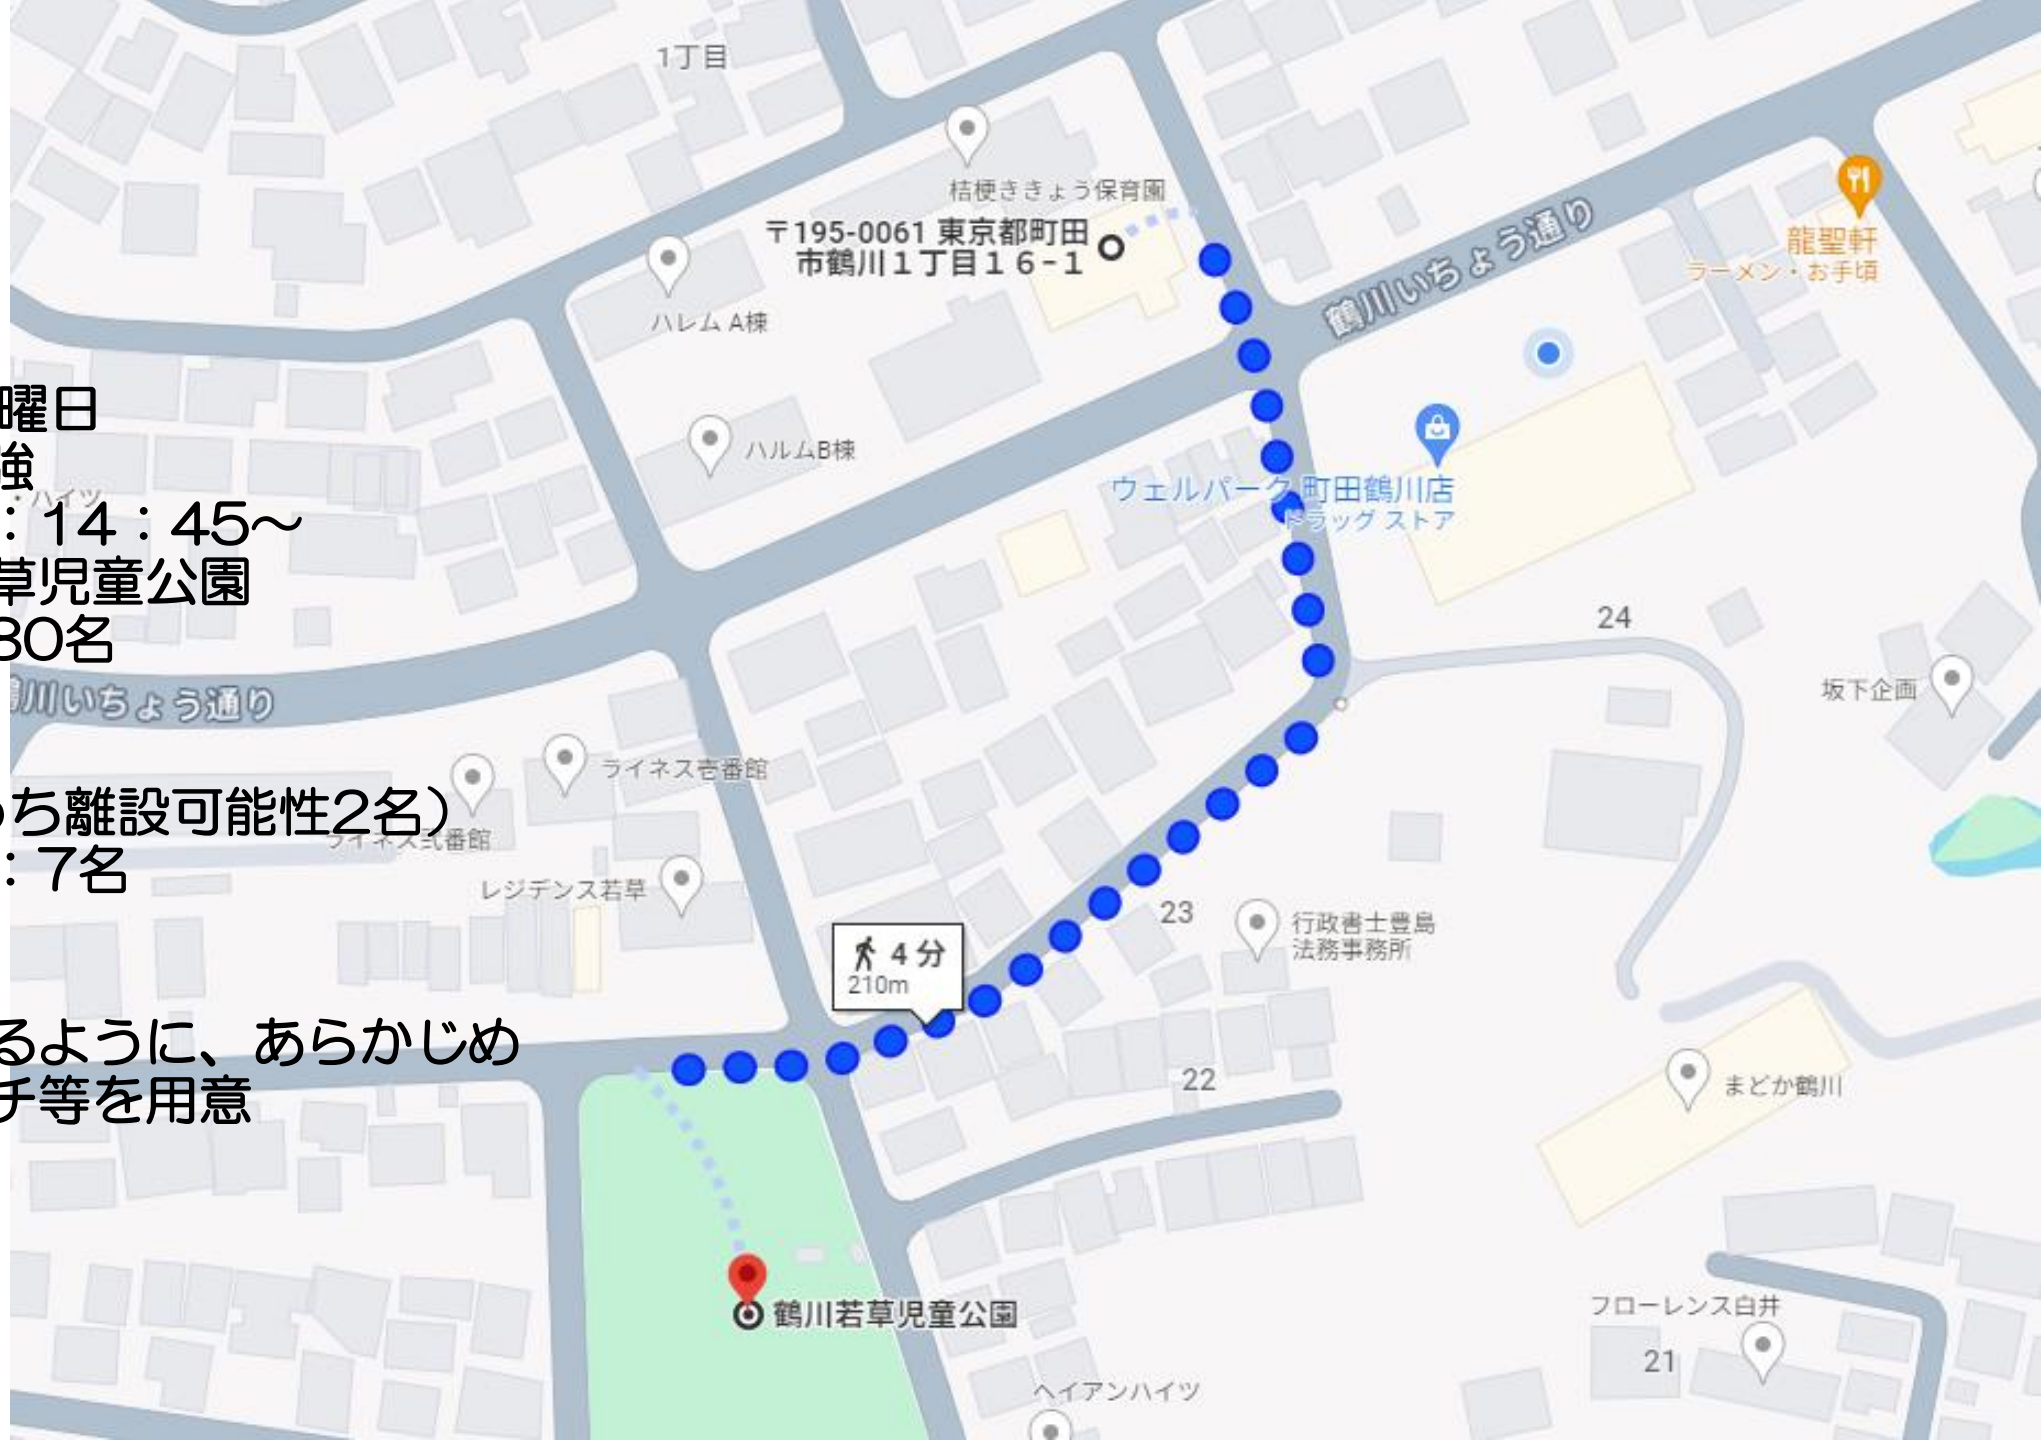 1丁目
桔梗ききょう保育園
〒195-0061 東京都町田
市鶴川1丁目16-1
鶴川いちょう通り
龍聖軒
ラーメン・お手頃
ハレム A棟
曜日
強
・ハイツ
：14：45～
草児童公園
80名
ハルムB棟
ウェルパーク 町田鶴川店
ドラッグ ストア
24
坂下企画
鶴川いちょう通り
ライネス壱番館
うち離設可能性2名）
ライネス弐番館
：7名
レジデンス若草
23
行政書士豊島
法務事務所
4 分
210m
るように、あらかじめ
チ等を用意
22
まどか鶴川
鶴川若草児童公園
フローレンス白井
21
ヘイアンハイツ